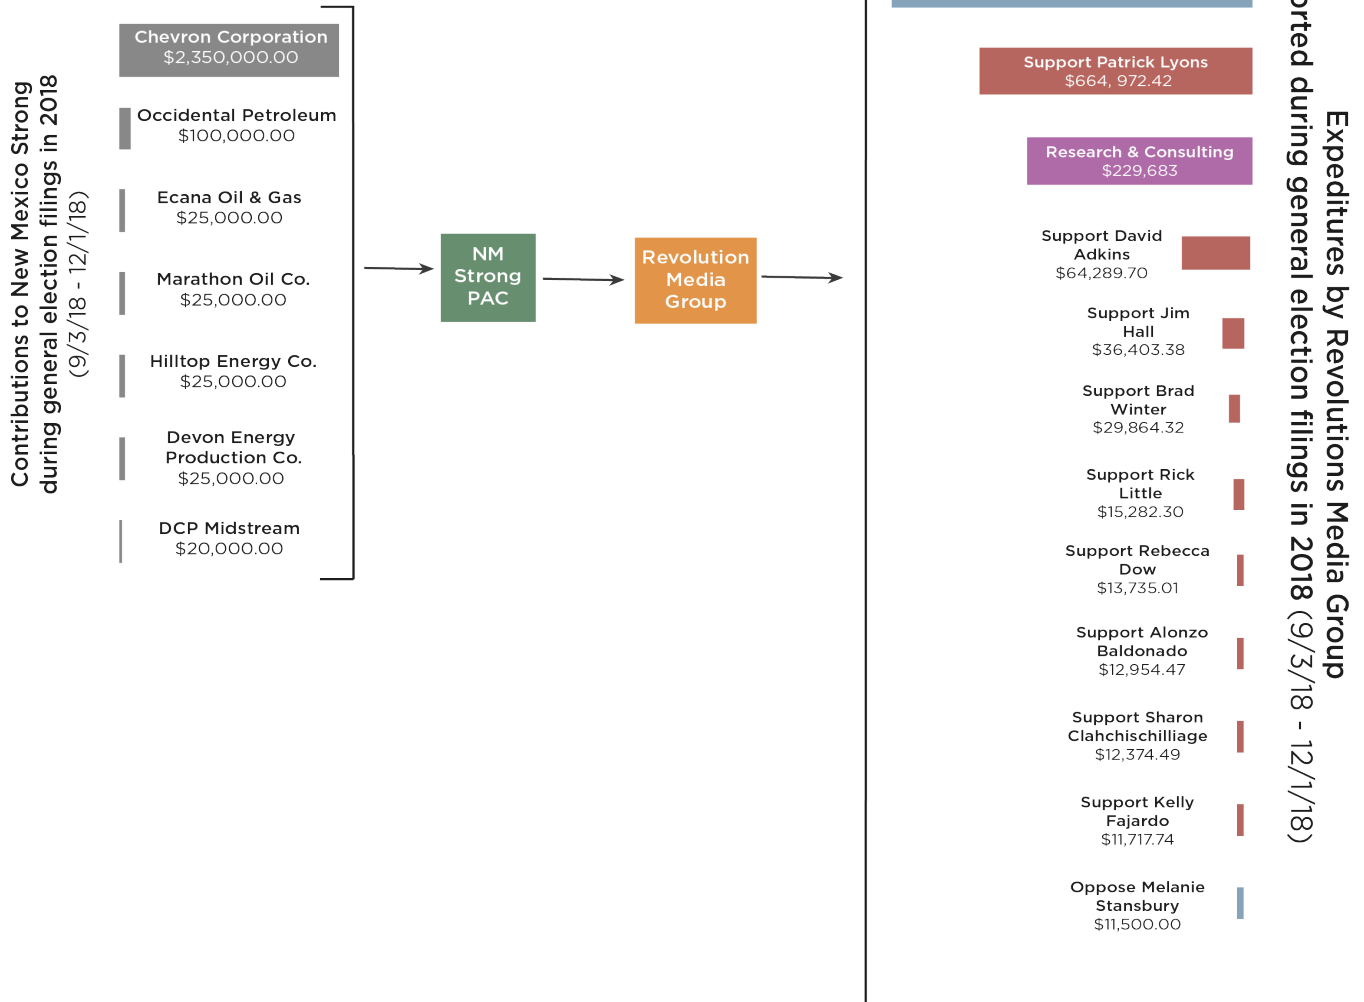 Contributions to New Mexico Strong
during general election filings in 2018
(9/3/18 - 12/1/18)
Chevron Corporation
$2,350,000.00
Occidental Petroleum
$100,000.00
Ecana Oil & Gas
$25,000.00
Marathon Oil Co.
$25,000.00
Hilltop Energy Co.
$25,000.00
Devon Energy
Production Co.
$25,000.00
DCP Midstream
$20,000.00
NM
Strong
PAC
Revolution
Media
Group
Support Patrick Lyons
$664, 972.42
Research & Consulting
$229,683
Support David
Adkins
$64,289.70
Support Jim
Hall
$36,403.38
Support Brad
Winter
$29,864.32
Support Rick
Little
$15,282.30
Support Rebecca
Dow
$13,735.01
Support Alonzo
Baldonado
$12,954.47
Support Sharon
Clahchischilliage
$12,374.49
Support Kelly
Fajardo
$11,717.74
Oppose Melanie
Stansbury
$11,500.00
Expeditures by Revolutions Media Group
during general election filings in 2018 (9/3/18 - 12/1/18)